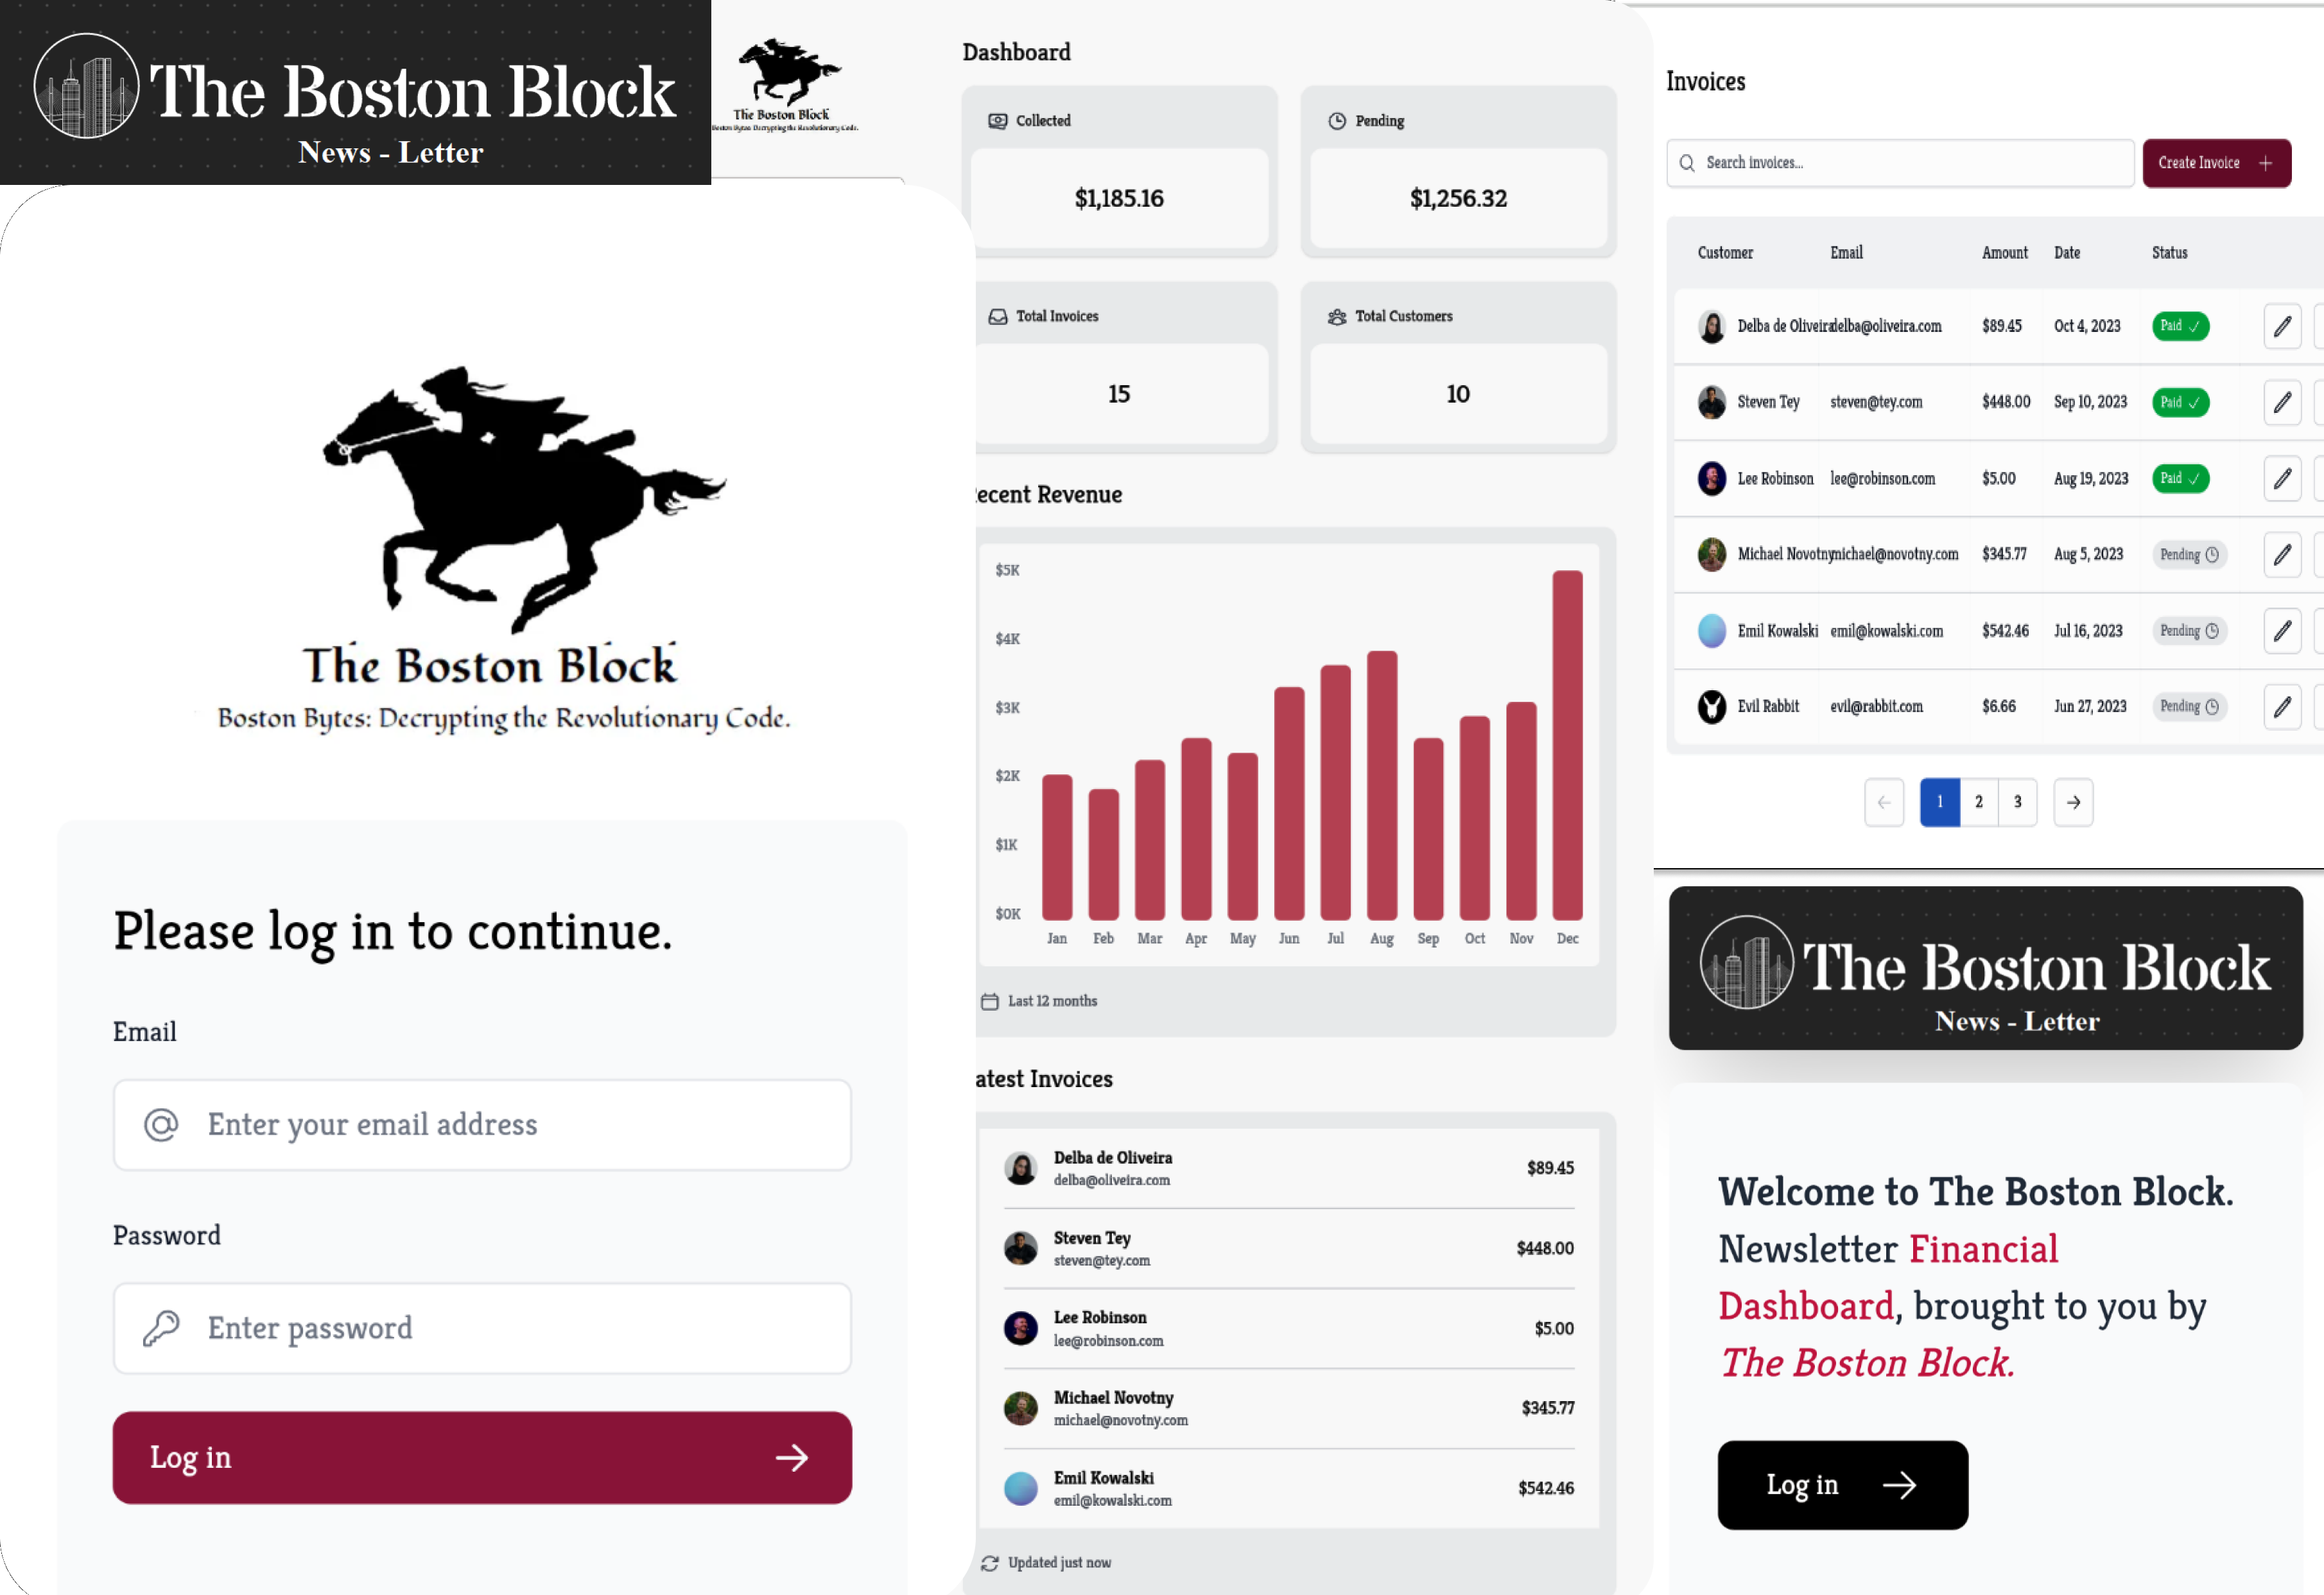 The Boston Block
News - Letter
The Boston Block
Boston Bytes: Decrypting the Revolutionary Code.
The Boston Block
Boston Bytes: Decrypting the Revolutionary Code.
Please log in to continue.
Email
Enter your email address
Password
Enter password
Log in
Dashboard
Collected
$1,185.16
Pending
$1,256.32
Total Invoices
15
Total Customers
10
ecent Revenue
$5K
$4K
$3K
$2K
$1K
$0K
Jan Feb Mar Apr May Jun Jul Aug Sep Oct Nov Dec
Last 12 months
atest Invoices
Delba de Oliveira
delba@oliveira.com
$89.45
Steven Tey
steven@tey.com
$448.00
Lee Robinson
lee@robinson.com
$5.00
Michael Novotny
michael@novotny.com
$345.77
Emil Kowalski
emil@kowalski.com
$542.46
Updated just now
Invoices
Search invoices...
Create Invoice
Customer Email Amount Date Status
Delba de Oliveira delba@oliveira.com $89.45 Oct 4, 2023 Paid
Steven Tey steven@tey.com $448.00 Sep 10, 2023 Paid
Lee Robinson lee@robinson.com $5.00 Aug 19, 2023 Paid
Michael Novotny michael@novotny.com $345.77 Aug 5, 2023 Pending
Emil Kowalski emil@kowalski.com $542.46 Jul 16, 2023 Pending
Evil Rabbit evil@rabbit.com $6.66 Jun 27, 2023 Pending
1 2 3
The Boston Block
News - Letter
Welcome to The Boston Block.
Newsletter Financial
Dashboard, brought to you by
The Boston Block.
Log in